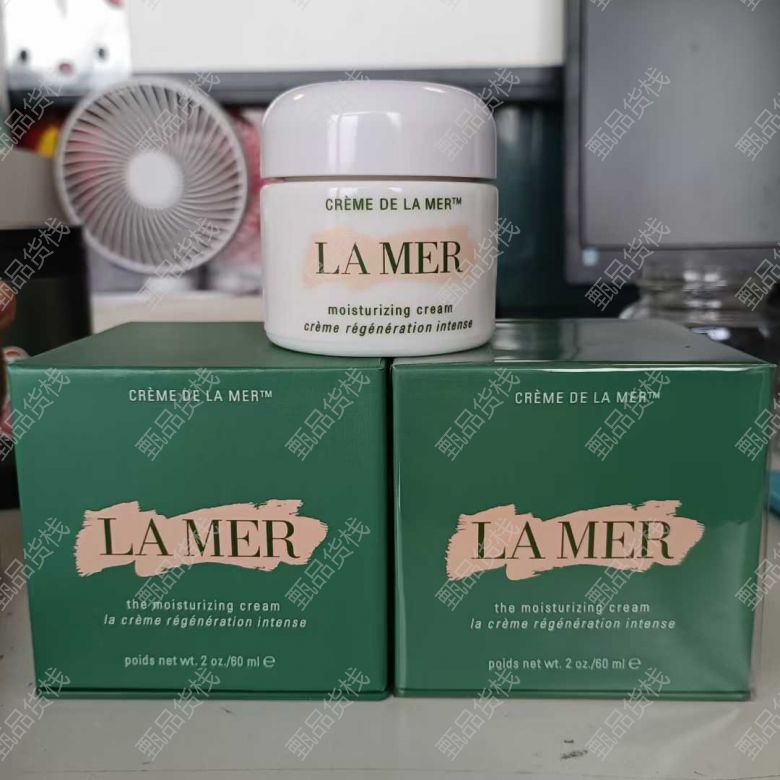 CRÈME DE LA MER™
LA MER
moisturizing cream
crème régénération intense
CRÈME DE LA MER™
LA MER
the moisturizing cream
la crème régénération intense
poids net wt. 2 oz./60 ml ℮
CRÈME DE LA MER™
LA MER
the moisturizing cream
la crème régénération intense
poids net wt. 2 oz./60 ml ℮
甄品货栈